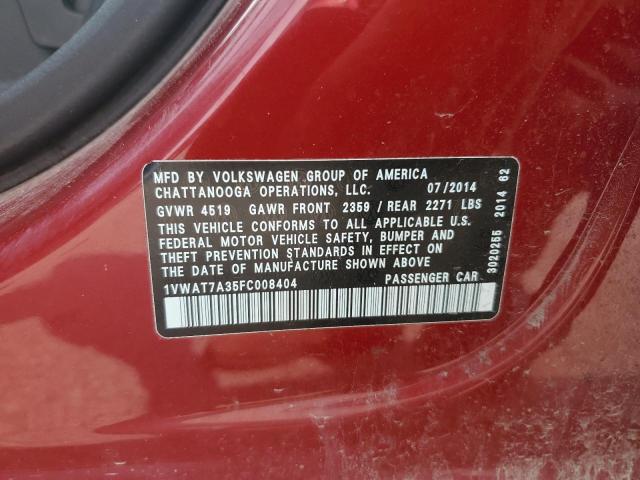 MFD BY VOLKSWAGEN GROUP OF AMERICA
CHATTANOOGA OPERATIONS, LLC. 07/2014
GVWR 4519 GAWR FRONT 2359 / REAR 2271 LBS
THIS VEHICLE CONFORMS TO ALL APPLICABLE U.S.
FEDERAL MOTOR VEHICLE SAFETY, BUMPER AND
THEFT PREVENTION STANDARDS IN EFFECT ON THE
DATE OF MANUFACTURE SHOWN ABOVE
1VWAT7A35FC008404 PASSENGER CAR
3020255 2014 62